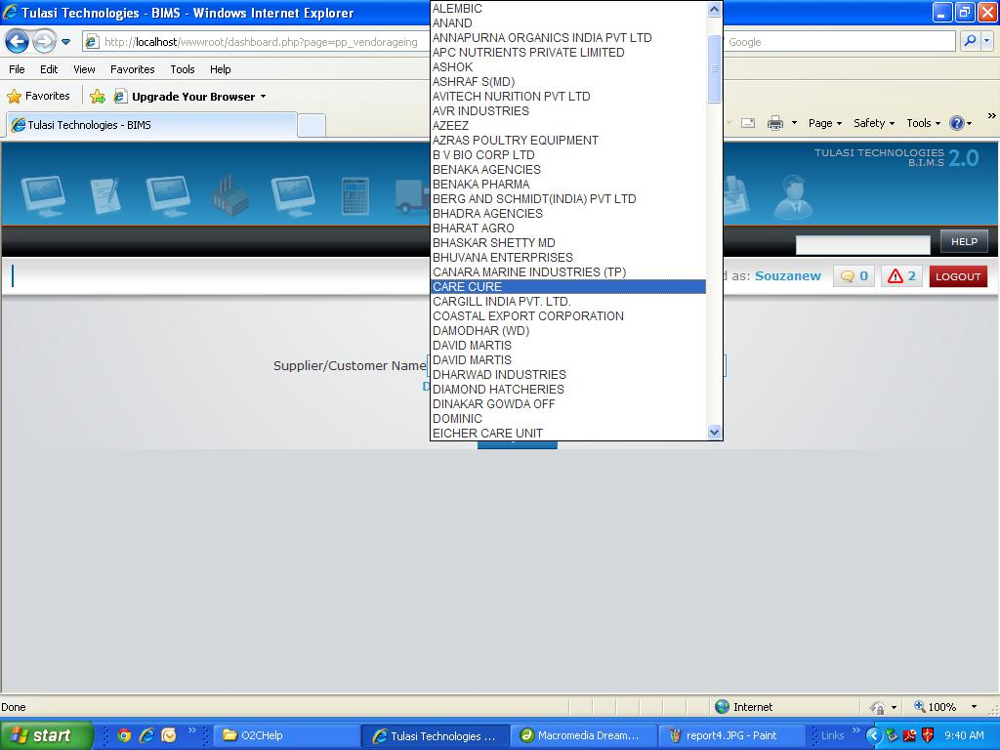 Tulasi Technologies - BIMS - Windows Internet Explorer
http://localhost/wwwroot/dashboard.php?page=pp_vendorageing
Google
File Edit View Favorites Tools Help
Favorites
Upgrade Your Browser
Tulasi Technologies - BIMS
Page Safety Tools
TULASI TECHNOLOGIES
B.I.M.S 2.0
HELP
d as: Souzanew
0
2
LOGOUT
Supplier/Customer Name
ALEMBIC
ANAND
ANNAPURNA ORGANICS INDIA PVT LTD
APC NUTRIENTS PRIVATE LIMITED
ASHOK
ASHRAF S(MD)
AVITECH NURITION PVT LTD
AVR INDUSTRIES
AZEEZ
AZRAS POULTRY EQUIPMENT
B V BIO CORP LTD
BENAKA AGENCIES
BENAKA PHARMA
BERG AND SCHMIDT(INDIA) PVT LTD
BHADRA AGENCIES
BHARAT AGRO
BHASKAR SHETTY MD
BHUVANA ENTERPRISES
CANARA MARINE INDUSTRIES (TP)
CARE CURE
CARGILL INDIA PVT. LTD.
COASTAL EXPORT CORPORATION
DAMODHAR (WD)
DAVID MARTIS
DAVID MARTIS
DHARWAD INDUSTRIES
DIAMOND HATCHERIES
DINAKAR GOWDA OFF
DOMINIC
EICHER CARE UNIT
Done
Internet
100%
start
O2CHelp
Tulasi Technologies ...
Macromedia Dream...
report4.JPG - Paint
Links
9:40 AM